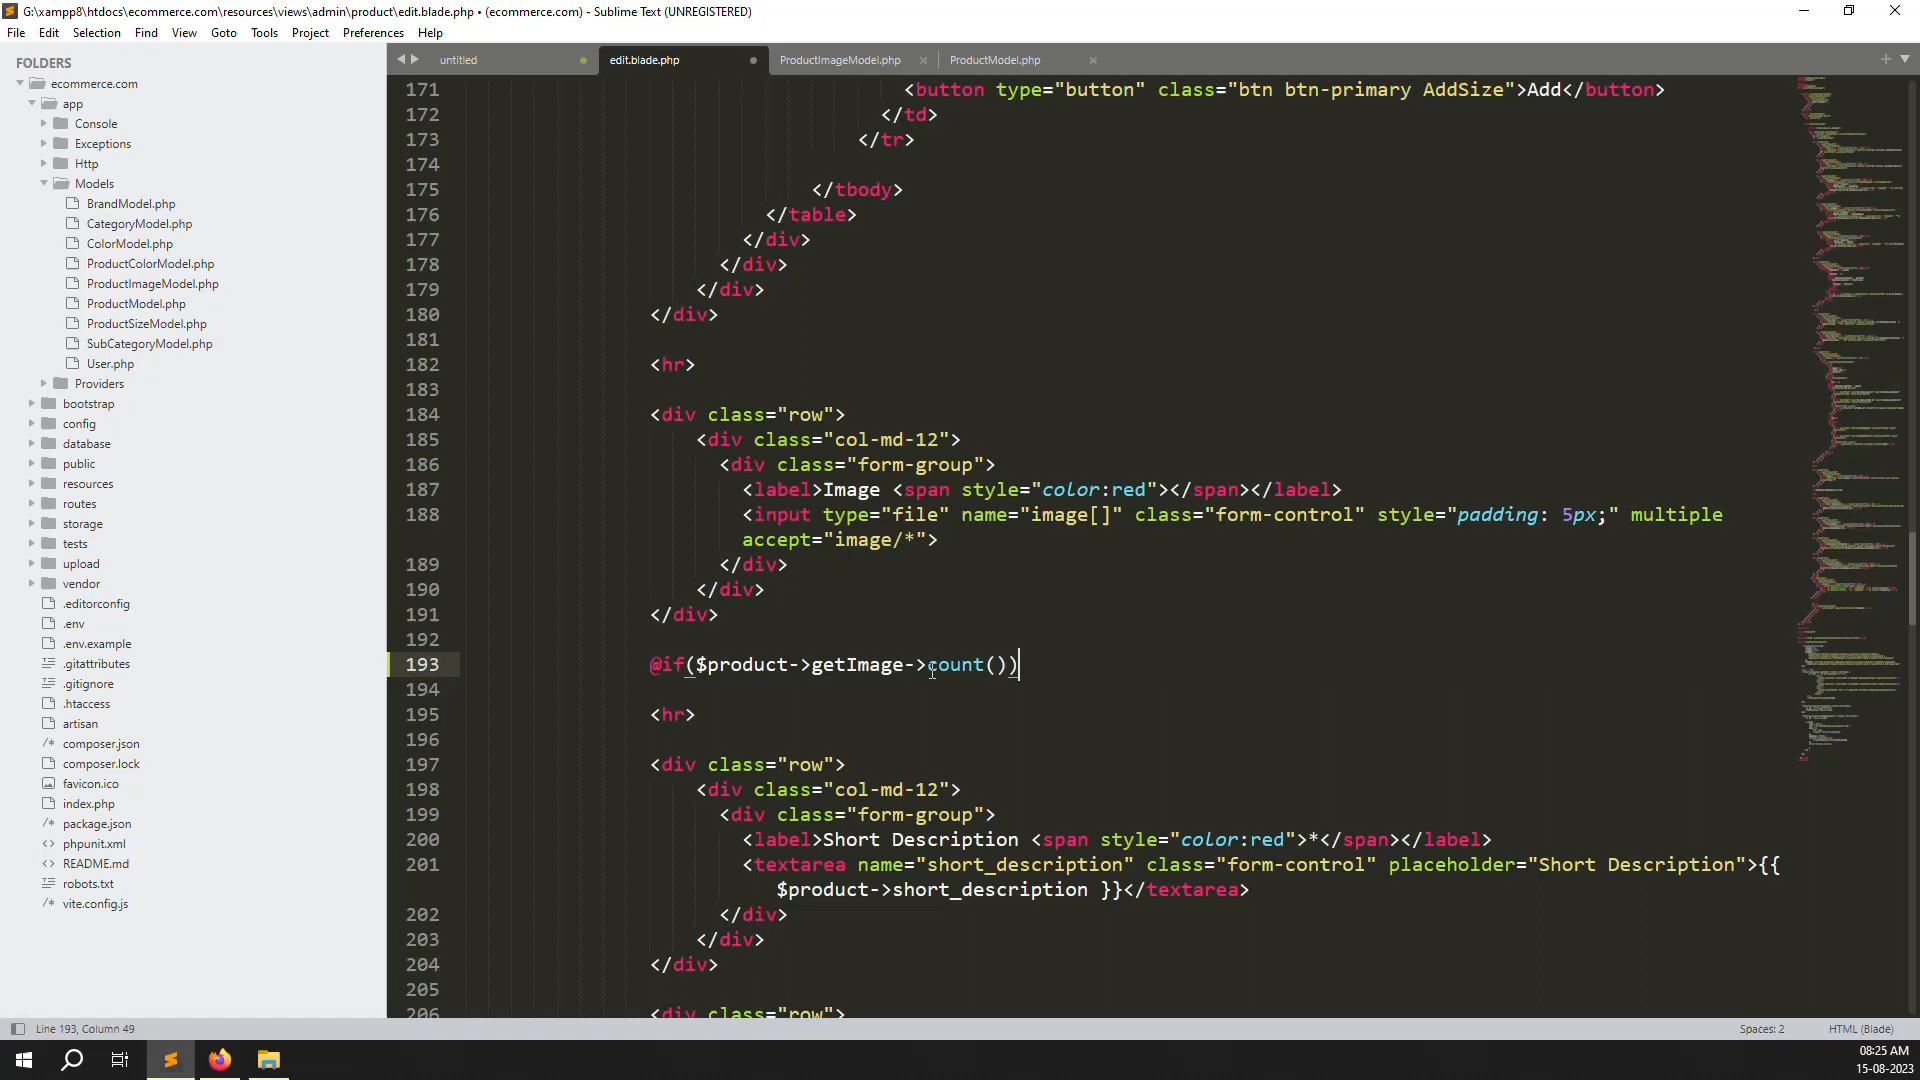 G:\xampp8\htdocs\ecommerce.com\resources\views\admin\product\edit.blade.php • (ecommerce.com) - Sublime Text (UNREGISTERED)
File Edit Selection Find View Goto Tools Project Preferences Help
FOLDERS
ecommerce.com
app
Console
Exceptions
Http
Models
BrandModel.php
CategoryModel.php
ColorModel.php
ProductColorModel.php
ProductImageModel.php
ProductModel.php
ProductSizeModel.php
SubCategoryModel.php
User.php
Providers
bootstrap
config
database
public
resources
routes
storage
tests
upload
vendor
.editorconfig
.env
.env.example
.gitattributes
.gitignore
.htaccess
artisan
composer.json
composer.lock
favicon.ico
index.php
package.json
phpunit.xml
README.md
robots.txt
vite.config.js
untitled edit.blade.php ProductImageModel.php ProductModel.php
171 <button type="button" class="btn btn-primary AddSize">Add</button>
172 </td>
173 </tr>
174
175 </tbody>
176 </table>
177 </div>
178 </div>
179 </div>
180 </div>
181
182 <hr>
183
184 <div class="row">
185 <div class="col-md-12">
186 <div class="form-group">
187 <label>Image <span style="color:red"></span></label>
188 <input type="file" name="image[]" class="form-control" style="padding: 5px;" multiple
accept="image/*">
189 </div>
190 </div>
191 </div>
192
193 @if($product->getImage->count())
194
195 <hr>
196
197 <div class="row">
198 <div class="col-md-12">
199 <div class="form-group">
200 <label>Short Description <span style="color:red">*</span></label>
201 <textarea name="short_description" class="form-control" placeholder="Short Description">{{
$product->short_description }}</textarea>
202 </div>
203 </div>
204 </div>
205
206 <div class="row">
Line 193, Column 49
Spaces: 2 HTML (Blade)
08:25 AM
15-08-2023